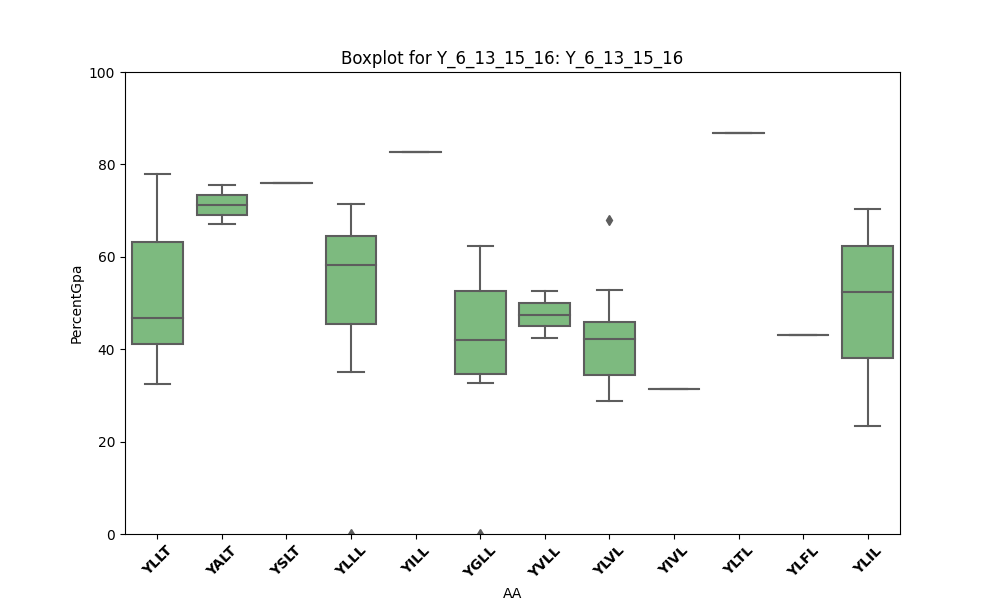 Boxplot for Y_6_13_15_16: Y_6_13_15_16
100
80
60
40
20
0
PercentGpa
YLLT YALT YSLT YLLL YILL YGLL YVLL YLVL YIVL YLTL YLFL YLIL
AA